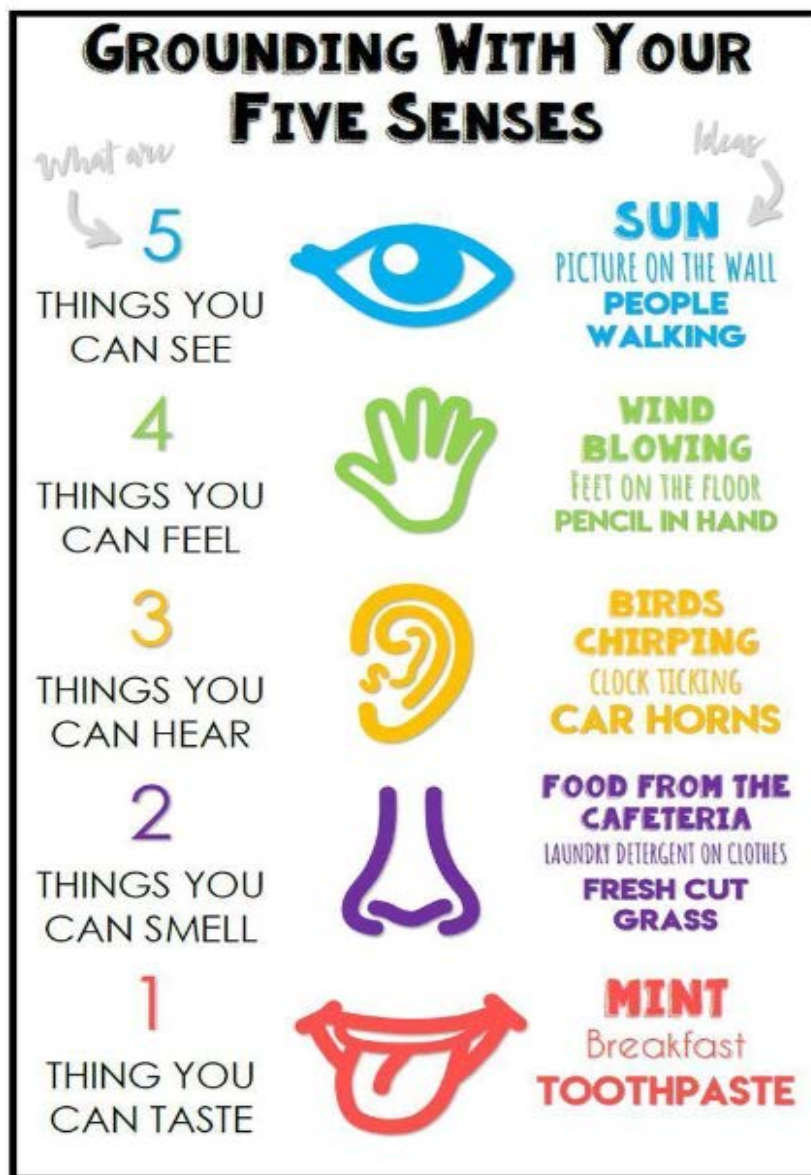 GROUNDING WITH YOUR
FIVE SENSES
What are
Ideas
5
THINGS YOU
CAN SEE
SUN
PICTURE ON THE WALL
PEOPLE
WALKING
4
THINGS YOU
CAN FEEL
WIND
BLOWING
FEET ON THE FLOOR
PENCIL IN HAND
3
THINGS YOU
CAN HEAR
BIRDS
CHIRPING
CLOCK TICKING
CAR HORNS
2
THINGS YOU
CAN SMELL
FOOD FROM THE
CAFETERIA
LAUNDRY DETERGENT ON CLOTHES
FRESH CUT
GRASS
1
THING YOU
CAN TASTE
MINT
Breakfast
TOOTHPASTE